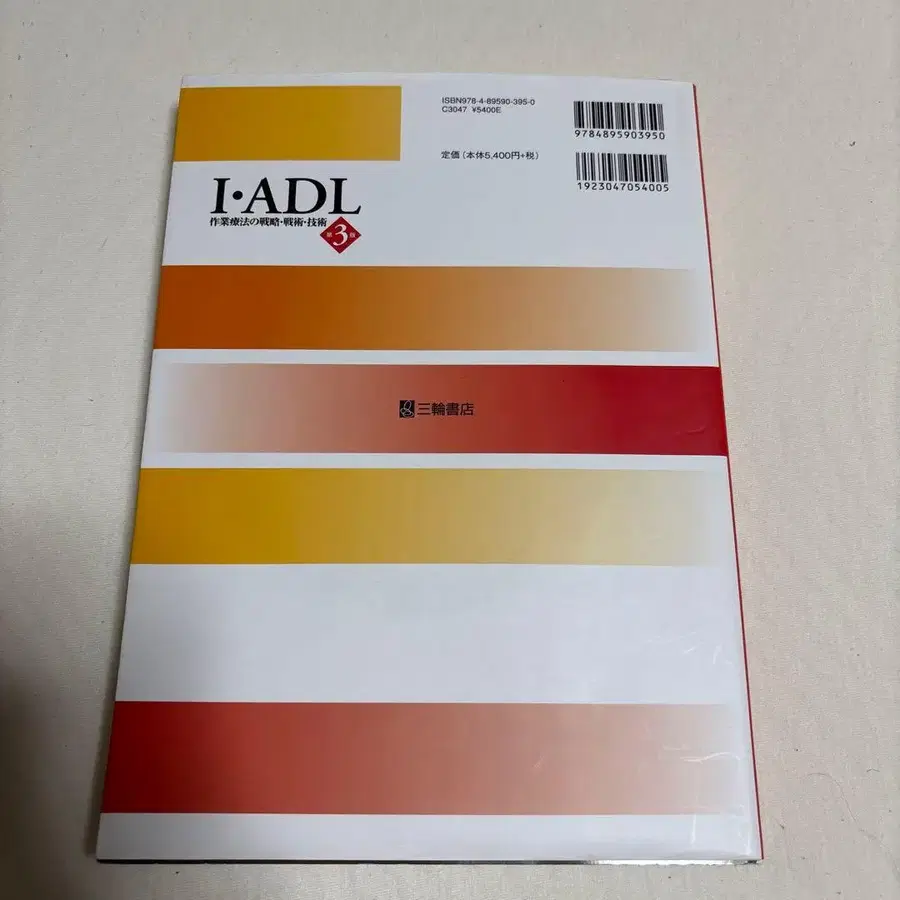 ISBN978-4-89590-395-0
C3047 ¥5400E
9784895903950
定価(本体5,400円+税)
1923047054005
I・ADL
作業療法の戦略・戦術・技術
第3版
三輪書店